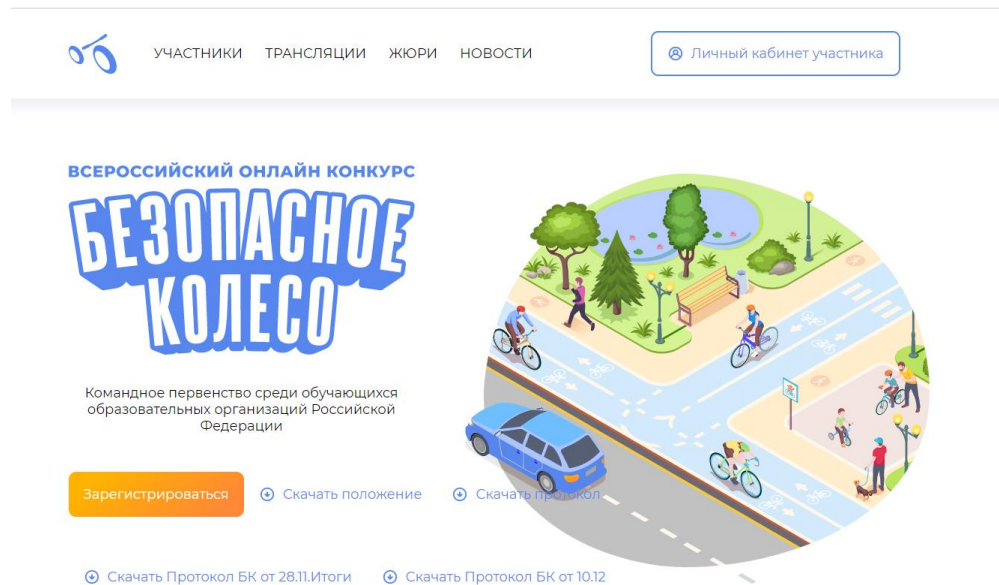 УЧАСТНИКИ ТРАНСЛЯЦИИ ЖЮРИ НОВОСТИ Личный кабинет участника
ВСЕРОССИЙСКИЙ ОНЛАЙН КОНКУРС
БЕЗОПАСНОЕ
КОЛЕСО
Командное первенство среди обучающихся
образовательных организаций Российской
Федерации
Зарегистрироваться Скачать положение Скачать протокол
Скачать Протокол БК от 28.11.Итоги Скачать Протокол БК от 10.12